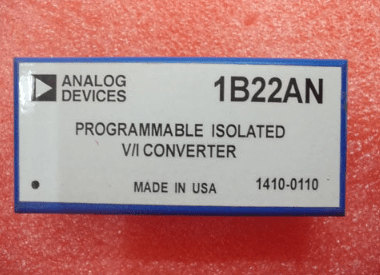 ANALOG DEVICES 1B22AN
PROGRAMMABLE ISOLATED
V/I CONVERTER
MADE IN USA 1410-0110